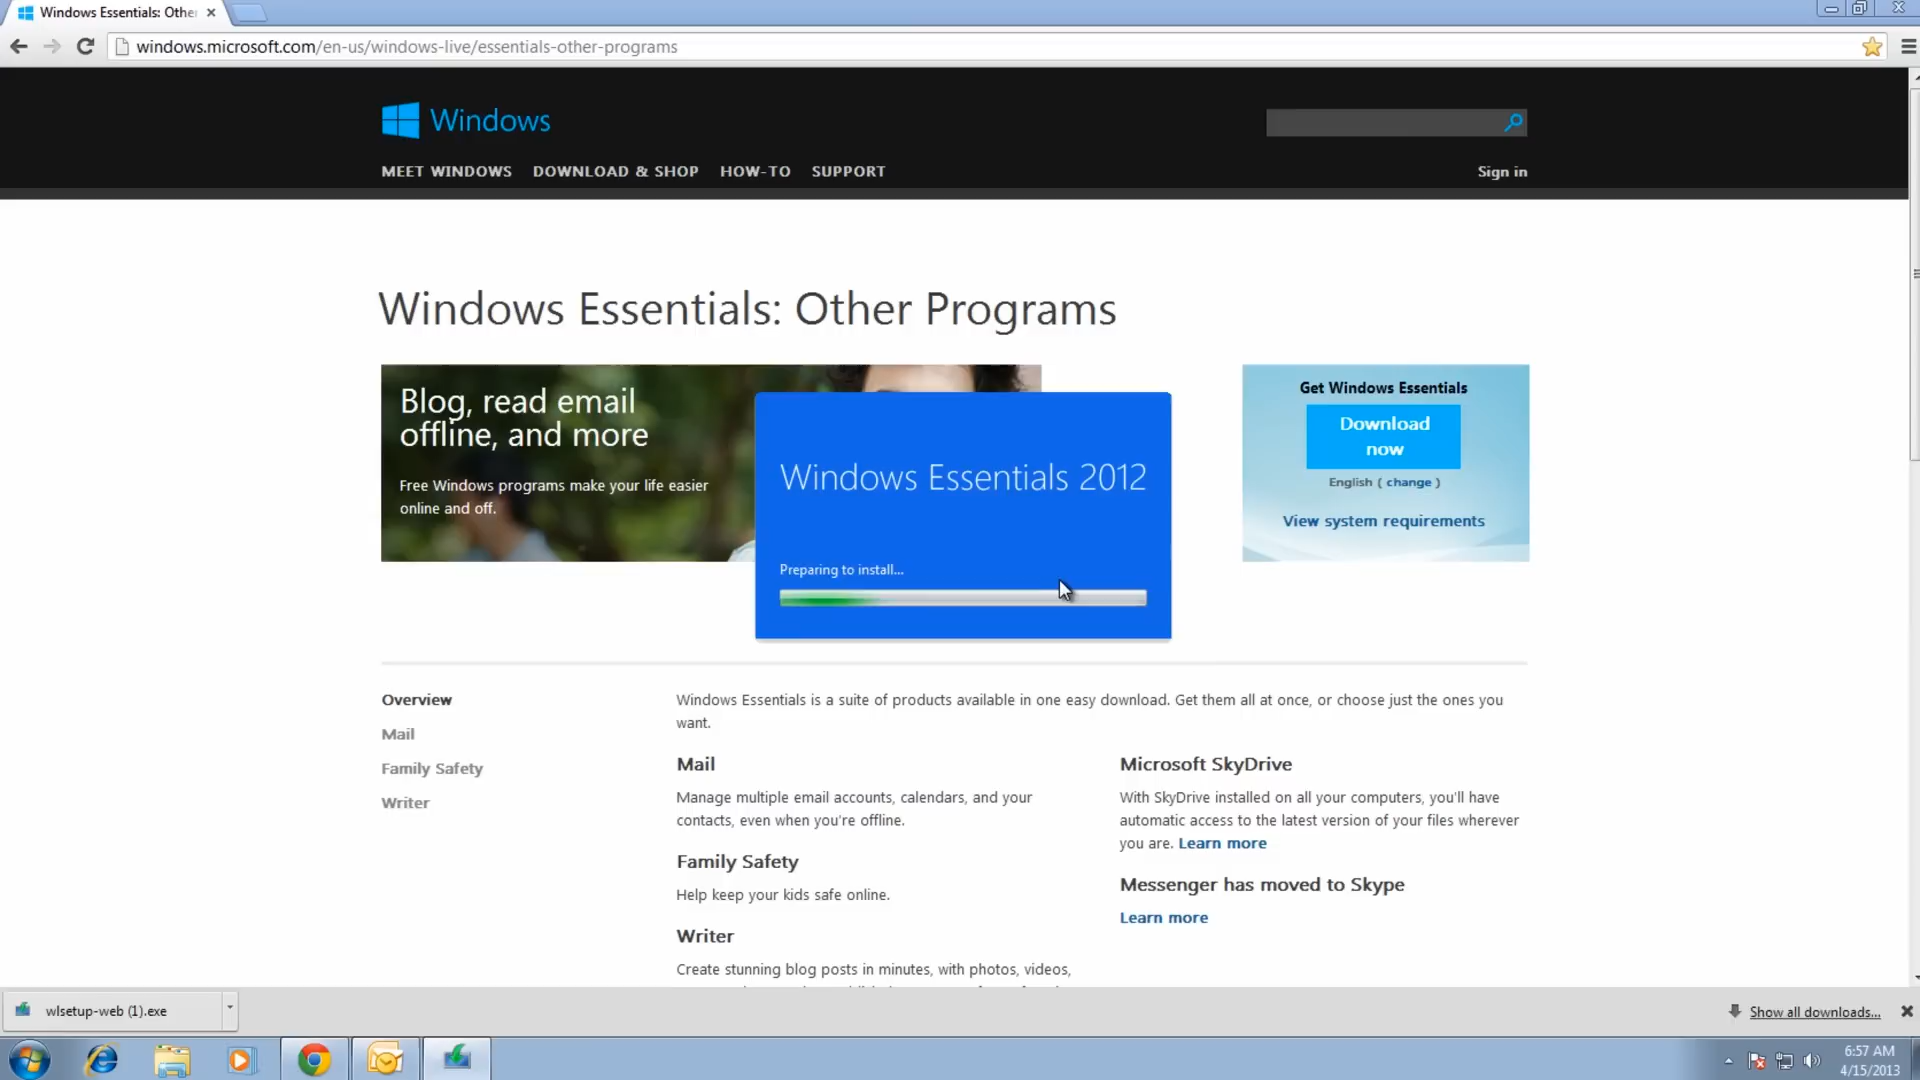 Windows Essentials: Othe
windows.microsoft.com/en-us/windows-live/essentials-other-programs
Windows
MEET WINDOWS DOWNLOAD & SHOP HOW-TO SUPPORT
Sign in
Windows Essentials: Other Programs
Blog, read email
offline, and more
Free Windows programs make your life easier
online and off.
Windows Essentials 2012
Preparing to install...
Get Windows Essentials
Download
now
English ( change )
View system requirements
Overview
Mail
Family Safety
Writer
Windows Essentials is a suite of products available in one easy download. Get them all at once, or choose just the ones you
want.
Mail
Manage multiple email accounts, calendars, and your
contacts, even when you're offline.
Family Safety
Help keep your kids safe online.
Writer
Create stunning blog posts in minutes, with photos, videos,
Microsoft SkyDrive
With SkyDrive installed on all your computers, you'll have
automatic access to the latest version of your files wherever
you are. Learn more
Messenger has moved to Skype
Learn more
wlsetup-web (1).exe
Show all downloads...
6:57 AM
4/15/2013